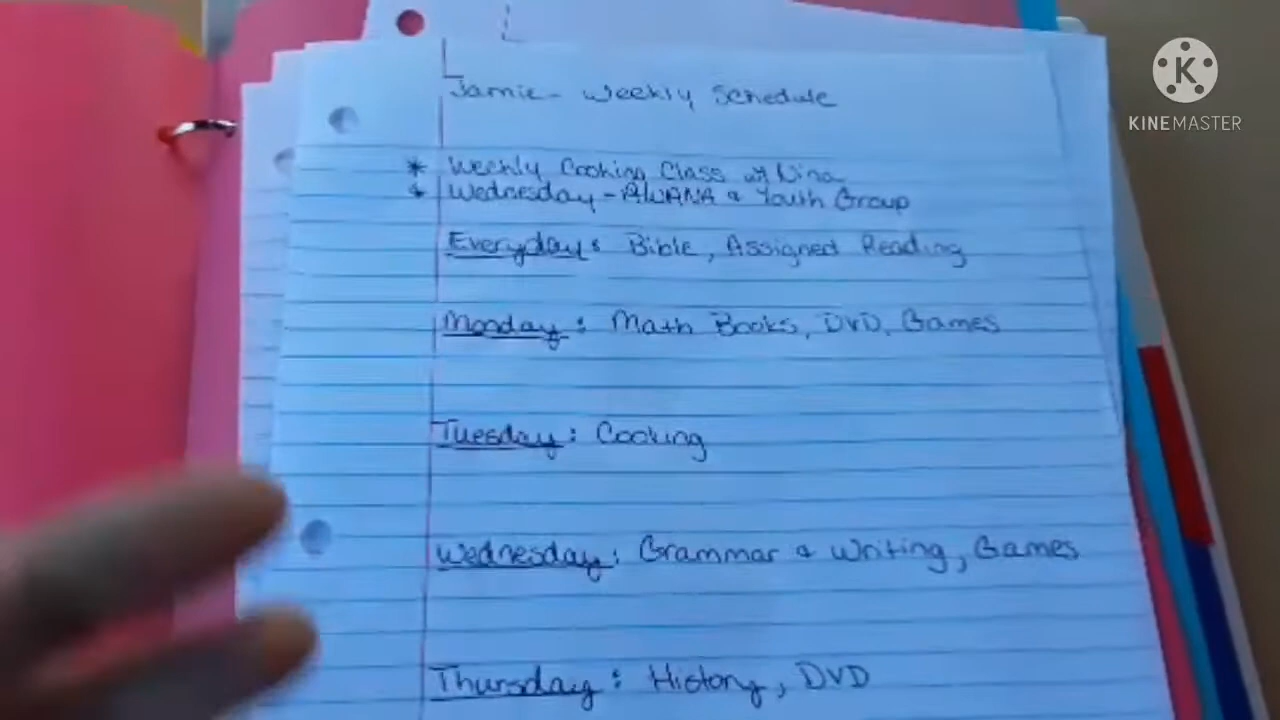 Jamie - Weekly Schedule
* Weekly Cooking Class w/ Nina
* Wednesday - AWANA & Youth Group
Everyday: Bible, Assigned Reading
Monday: Math Books, DVD, Games
Tuesday: Cooking
Wednesday: Grammar & Writing, Games
Thursday: History, DVD
K
KINEMASTER